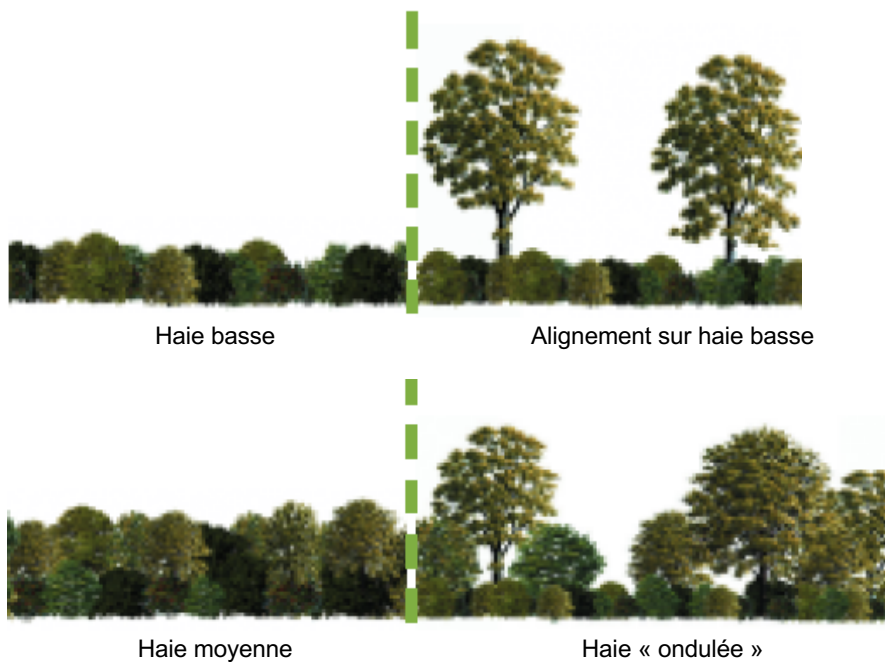 Haie basse
Alignement sur haie basse
Haie moyenne
Haie « ondulée »